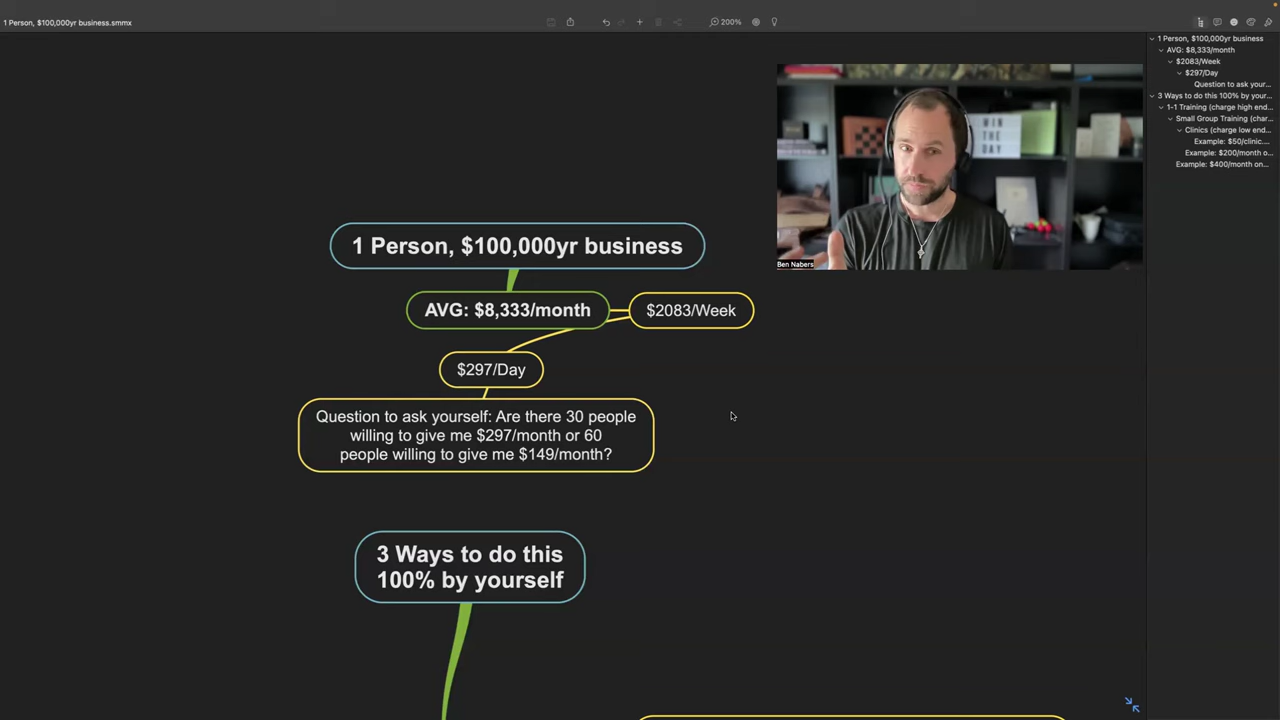 1 Person, $100,000yr business.smmx
200%
1 Person, $100,000yr business
AVG: $8,333/month
$2083/Week
$297/Day
Question to ask your...
3 Ways to do this 100% by your...
1-1 Training (charge high end...
Small Group Training (char...
Clinics (charge low end...
Example: $50/clinic....
Example: $200/month o...
Example: $400/month on...
WIN
THE
DAY
Ben Nabers
1 Person, $100,000yr business
AVG: $8,333/month
$2083/Week
$297/Day
Question to ask yourself: Are there 30 people
willing to give me $297/month or 60
people willing to give me $149/month?
3 Ways to do this
100% by yourself